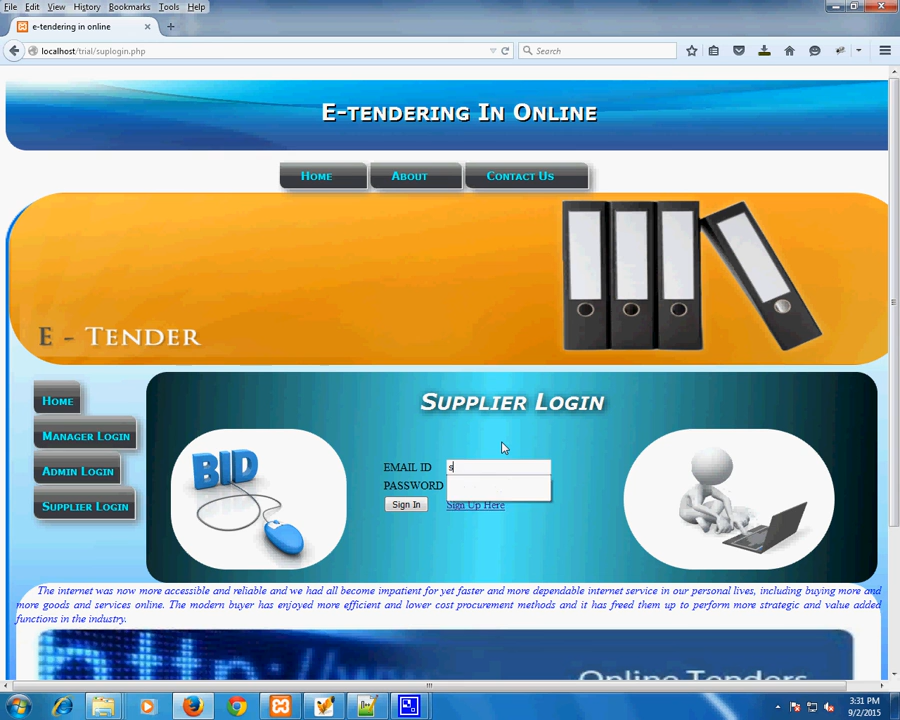 File Edit View History Bookmarks Tools Help
e-tendering in online
localhost/trial/suplogin.php
Search
E-tendering In Online
Home About Contact Us
E - Tender
Home
Manager Login
Admin Login
Supplier Login
Supplier Login
BID
EMAIL ID s
PASSWORD
Sign In Sign Up Here
The internet was now more accessible and reliable and we had all become impatient for yet faster and more dependable internet service in our personal lives, including buying more and
more goods and services online. The modern buyer has enjoyed more efficient and lower cost procurement methods and it has freed them up to perform more strategic and value added
functions in the industry.
http://w
Online Tenders
3:31 PM
9/2/2015